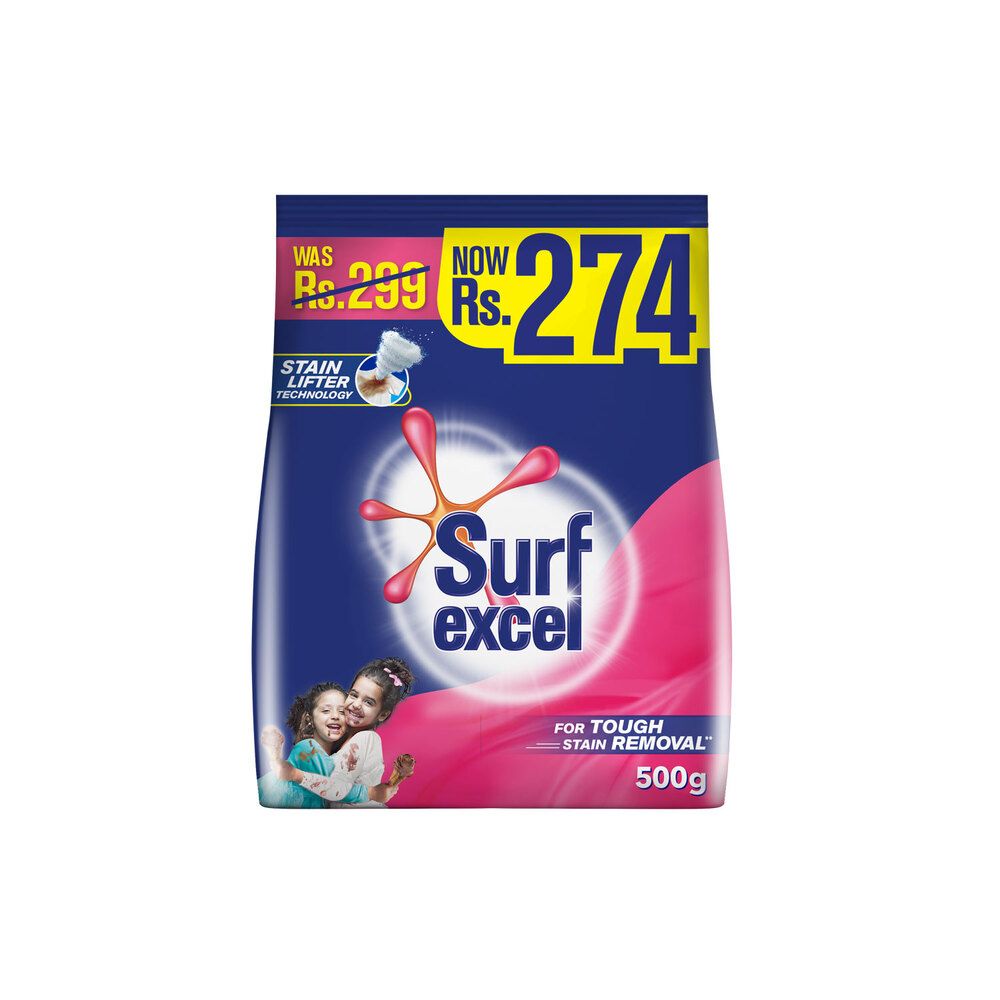 WAS
Rs.299
NOW
Rs.274
STAIN
LIFTER
TECHNOLOGY
Surf
excel
FOR TOUGH
STAIN REMOVAL**
500g